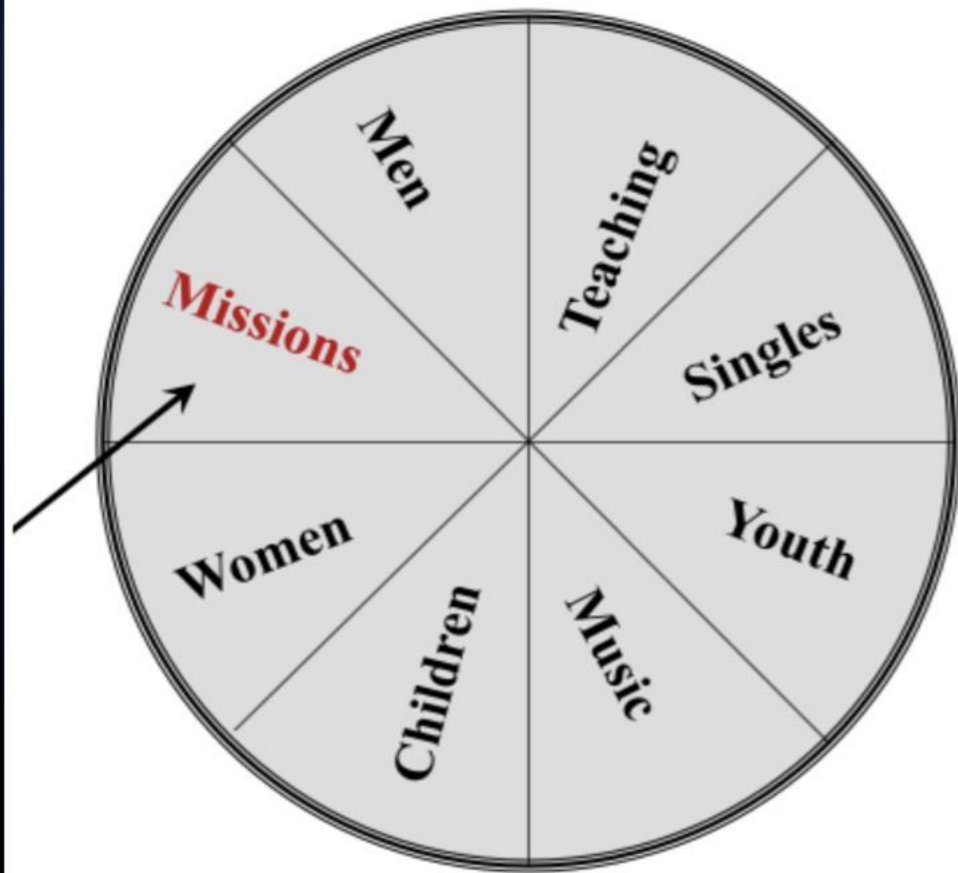 Men
Teaching
Missions
Singles
Women
Youth
Children
Music